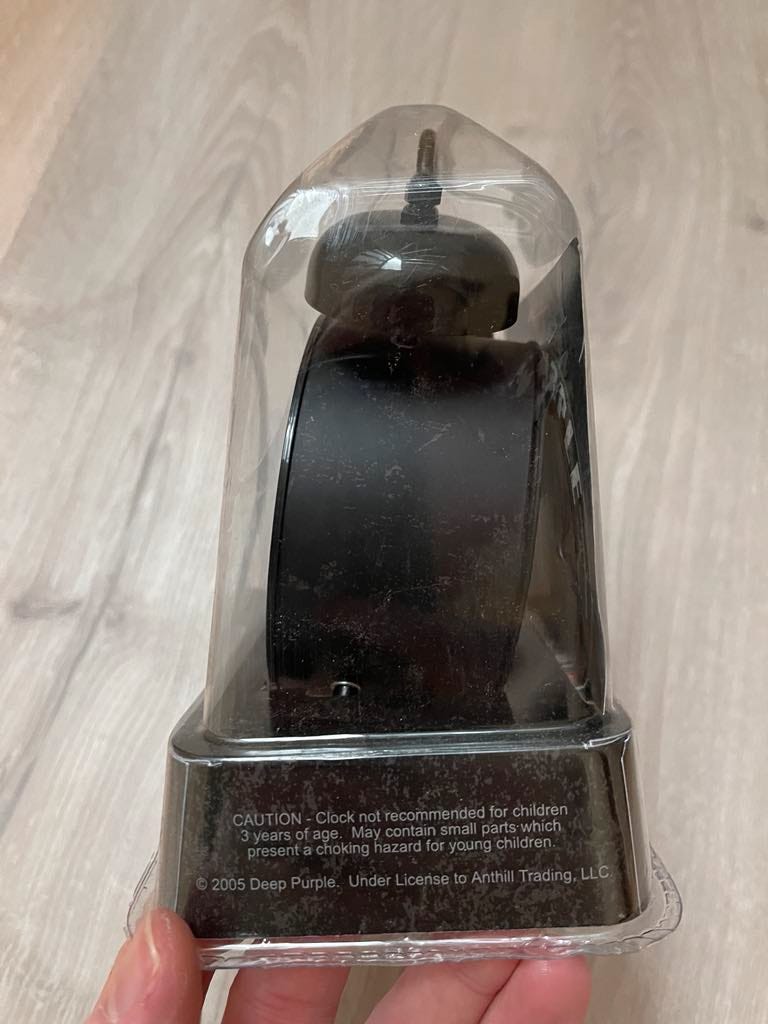 CAUTION - Clock not recommended for children
3 years of age. May contain small parts which
present a choking hazard for young children.
© 2005 Deep Purple. Under License to Anthill Trading, LLC.